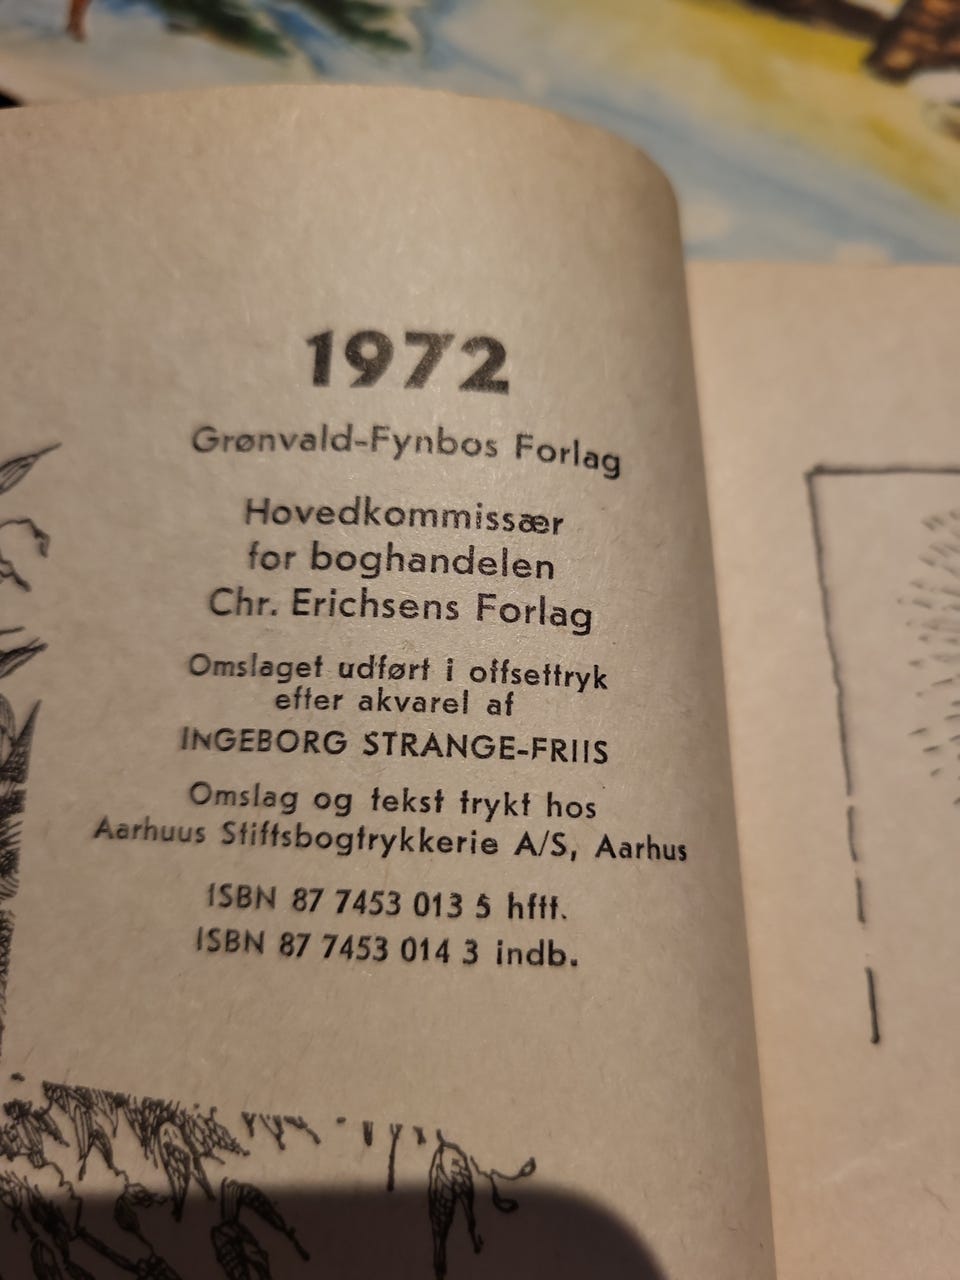 1972
Grønvald-Fynbos Forlag
Hovedkommissær
for boghandelen
Chr. Erichsens Forlag
Omslaget udført i offsettryk
efter akvarel af
INGEBORG STRANGE-FRIIS
Omslag og tekst trykt hos
Aarhuus Stiftsbogtrykkerie A/S, Aarhus
ISBN 87 7453 013 5 hftt.
ISBN 87 7453 014 3 indb.